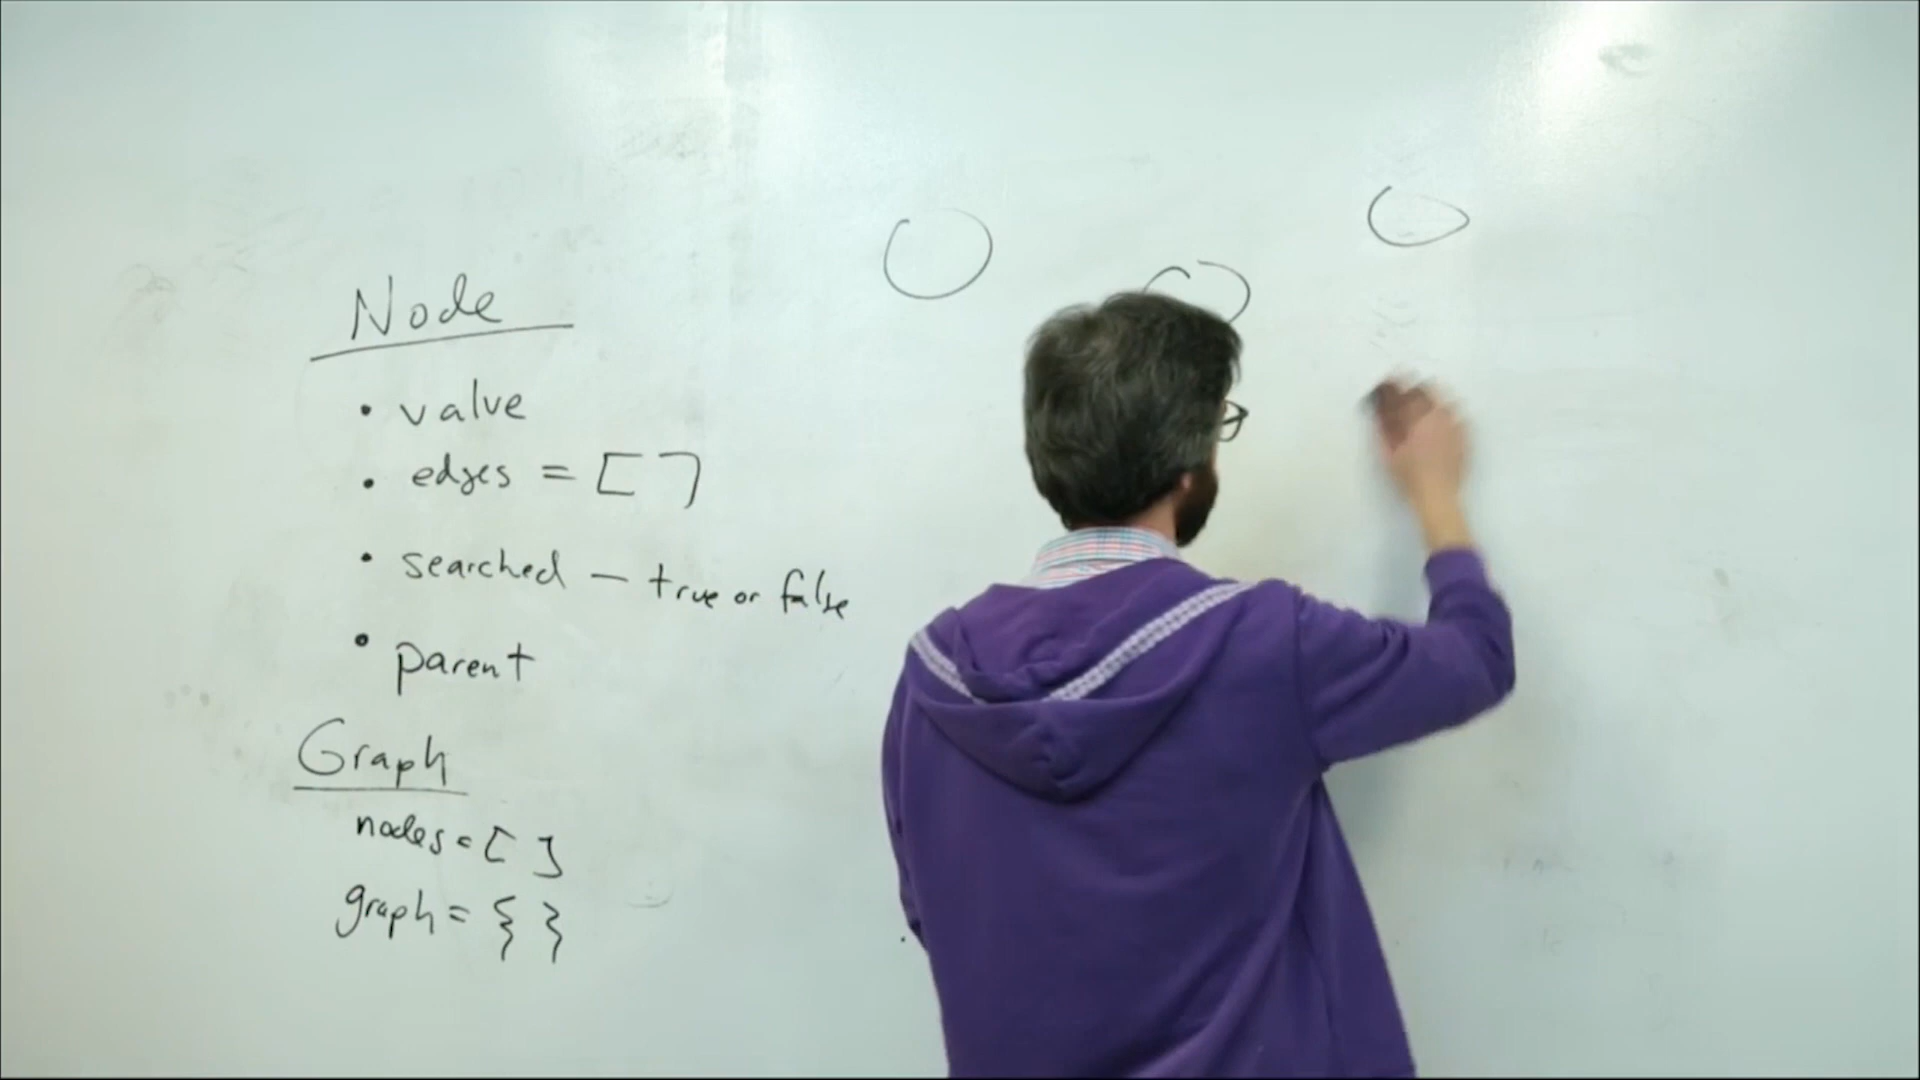 Node
• value
• edges = [ ]
• searched — true or false
• parent
Graph
nodes = [ ]
graph = { }